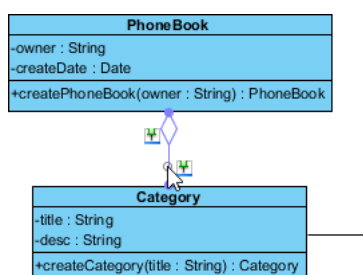 PhoneBook
-owner : String
-createDate : Date
+createPhoneBook(owner : String) : PhoneBook
Category
-title : String
-desc : String
+createCategory(title : String) : Category